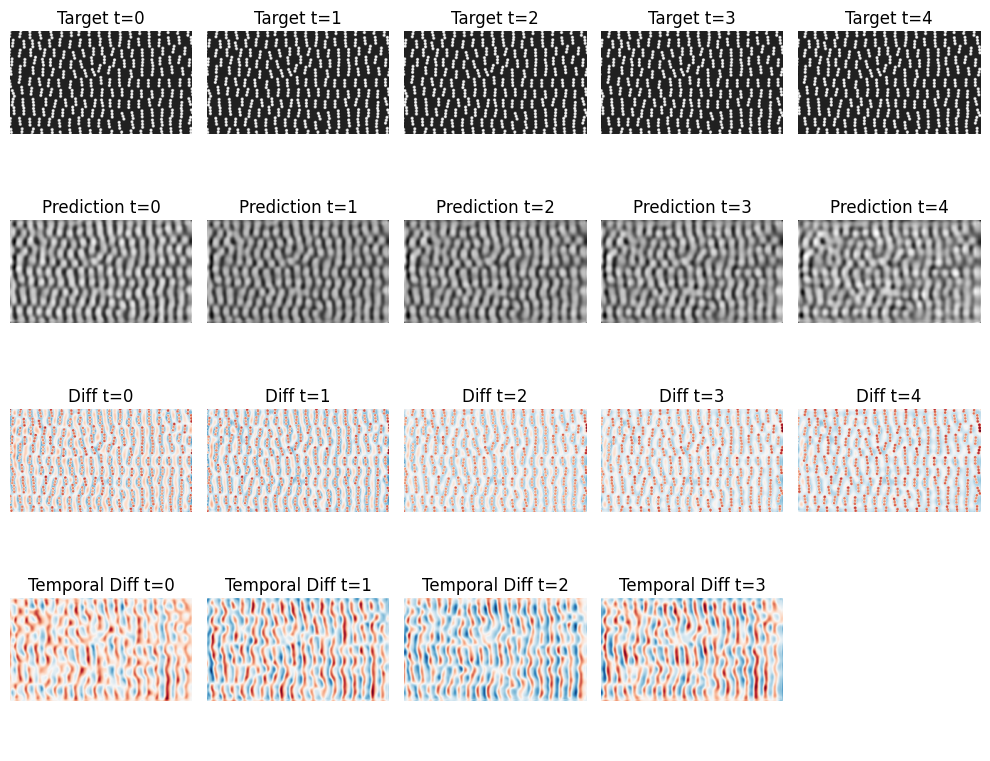 Target t=0
Target t=1
Target t=2
Target t=3
Target t=4
Prediction t=0
Prediction t=1
Prediction t=2
Prediction t=3
Prediction t=4
Diff t=0
Diff t=1
Diff t=2
Diff t=3
Diff t=4
Temporal Diff t=0
Temporal Diff t=1
Temporal Diff t=2
Temporal Diff t=3